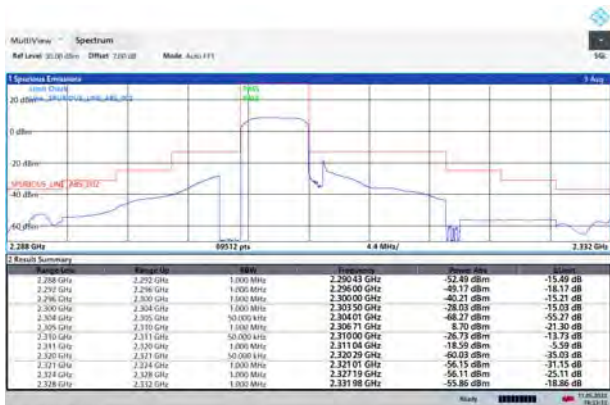 MultiView Spectrum
Ref Level 30.00 dBm Offset 2.00 dB Mode Auto FFT
SGL
1 Spurious Emissions 1 Avg
Limit Check PASS
Line _SPURIOUS_LINE_ABS_002 PASS
20 dBm
0 dBm
-20 dBm
_SPURIOUS_LINE_ABS_002
-40 dBm
-60 dBm
2.288 GHz 09512 pts 4.4 MHz/ 2.332 GHz
2 Result Summary
Range Low Range Up RBW Frequency Power Abs ΔLimit
2.288 GHz 2.292 GHz 1.000 MHz 2.29043 GHz -52.49 dBm -15.49 dB
2.292 GHz 2.296 GHz 1.000 MHz 2.29600 GHz -49.17 dBm -18.17 dB
2.296 GHz 2.300 GHz 1.000 MHz 2.30000 GHz -40.21 dBm -15.21 dB
2.300 GHz 2.304 GHz 1.000 MHz 2.30350 GHz -28.03 dBm -15.03 dB
2.304 GHz 2.305 GHz 50.000 kHz 2.30401 GHz -68.27 dBm -55.27 dB
2.305 GHz 2.310 GHz 1.000 MHz 2.30671 GHz 8.70 dBm -21.30 dB
2.310 GHz 2.311 GHz 50.000 kHz 2.31000 GHz -26.73 dBm -13.73 dB
2.311 GHz 2.320 GHz 1.000 MHz 2.31104 GHz -18.59 dBm -5.59 dB
2.320 GHz 2.321 GHz 50.000 kHz 2.32029 GHz -60.03 dBm -35.03 dB
2.321 GHz 2.324 GHz 1.000 MHz 2.32101 GHz -56.15 dBm -31.15 dB
2.324 GHz 2.328 GHz 1.000 MHz 2.32719 GHz -56.11 dBm -25.11 dB
2.328 GHz 2.332 GHz 1.000 MHz 2.33198 GHz -55.86 dBm -18.86 dB
Ready